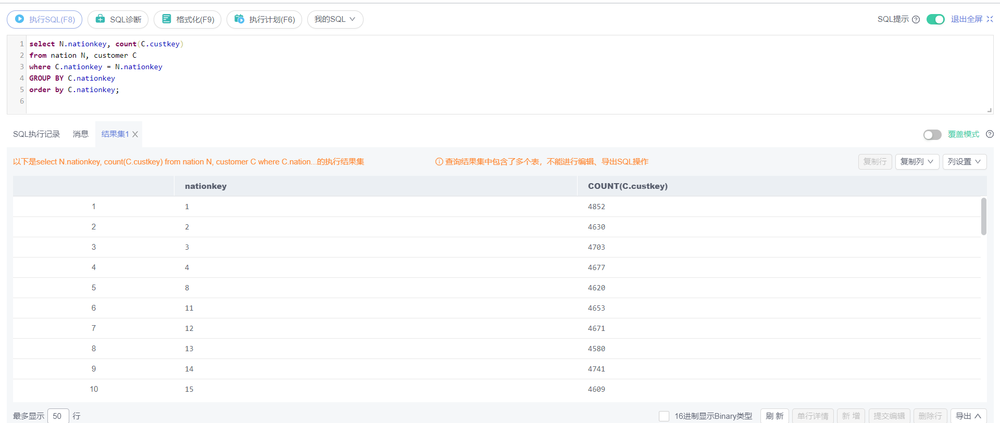 执行SQL(F8) SQL诊断 格式化(F9) 执行计划(F6) 我的SQL SQL提示 退出全屏
1 select N.nationkey, count(C.custkey)
2 from nation N, customer C
3 where C.nationkey = N.nationkey
4 GROUP BY C.nationkey
5 order by C.nationkey;
6
SQL执行记录 消息 结果集1 覆盖模式
以下是select N.nationkey, count(C.custkey) from nation N, customer C where C.nation...的执行结果集 查询结果集中包含了多个表，不能进行编辑、导出SQL操作 复制行 复制列 列设置
nationkey COUNT(C.custkey)
1 1 4852
2 2 4630
3 3 4703
4 4 4677
5 8 4620
6 11 4653
7 12 4671
8 13 4580
9 14 4741
10 15 4609
最多显示 50 行 16进制显示Binary类型 刷 新 单行详情 新 增 提交编辑 删除行 导出